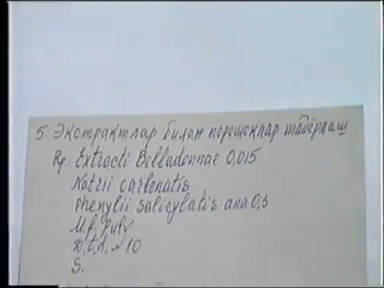 5. Экстрактлар билан порошоклар тайёрлаш
Rp. Extracti Belladonnae 0,015
Natrii carbonatis
Phenylii salicylatis ana 0,3
M.f. pulv
D.t.d. N 10
S.